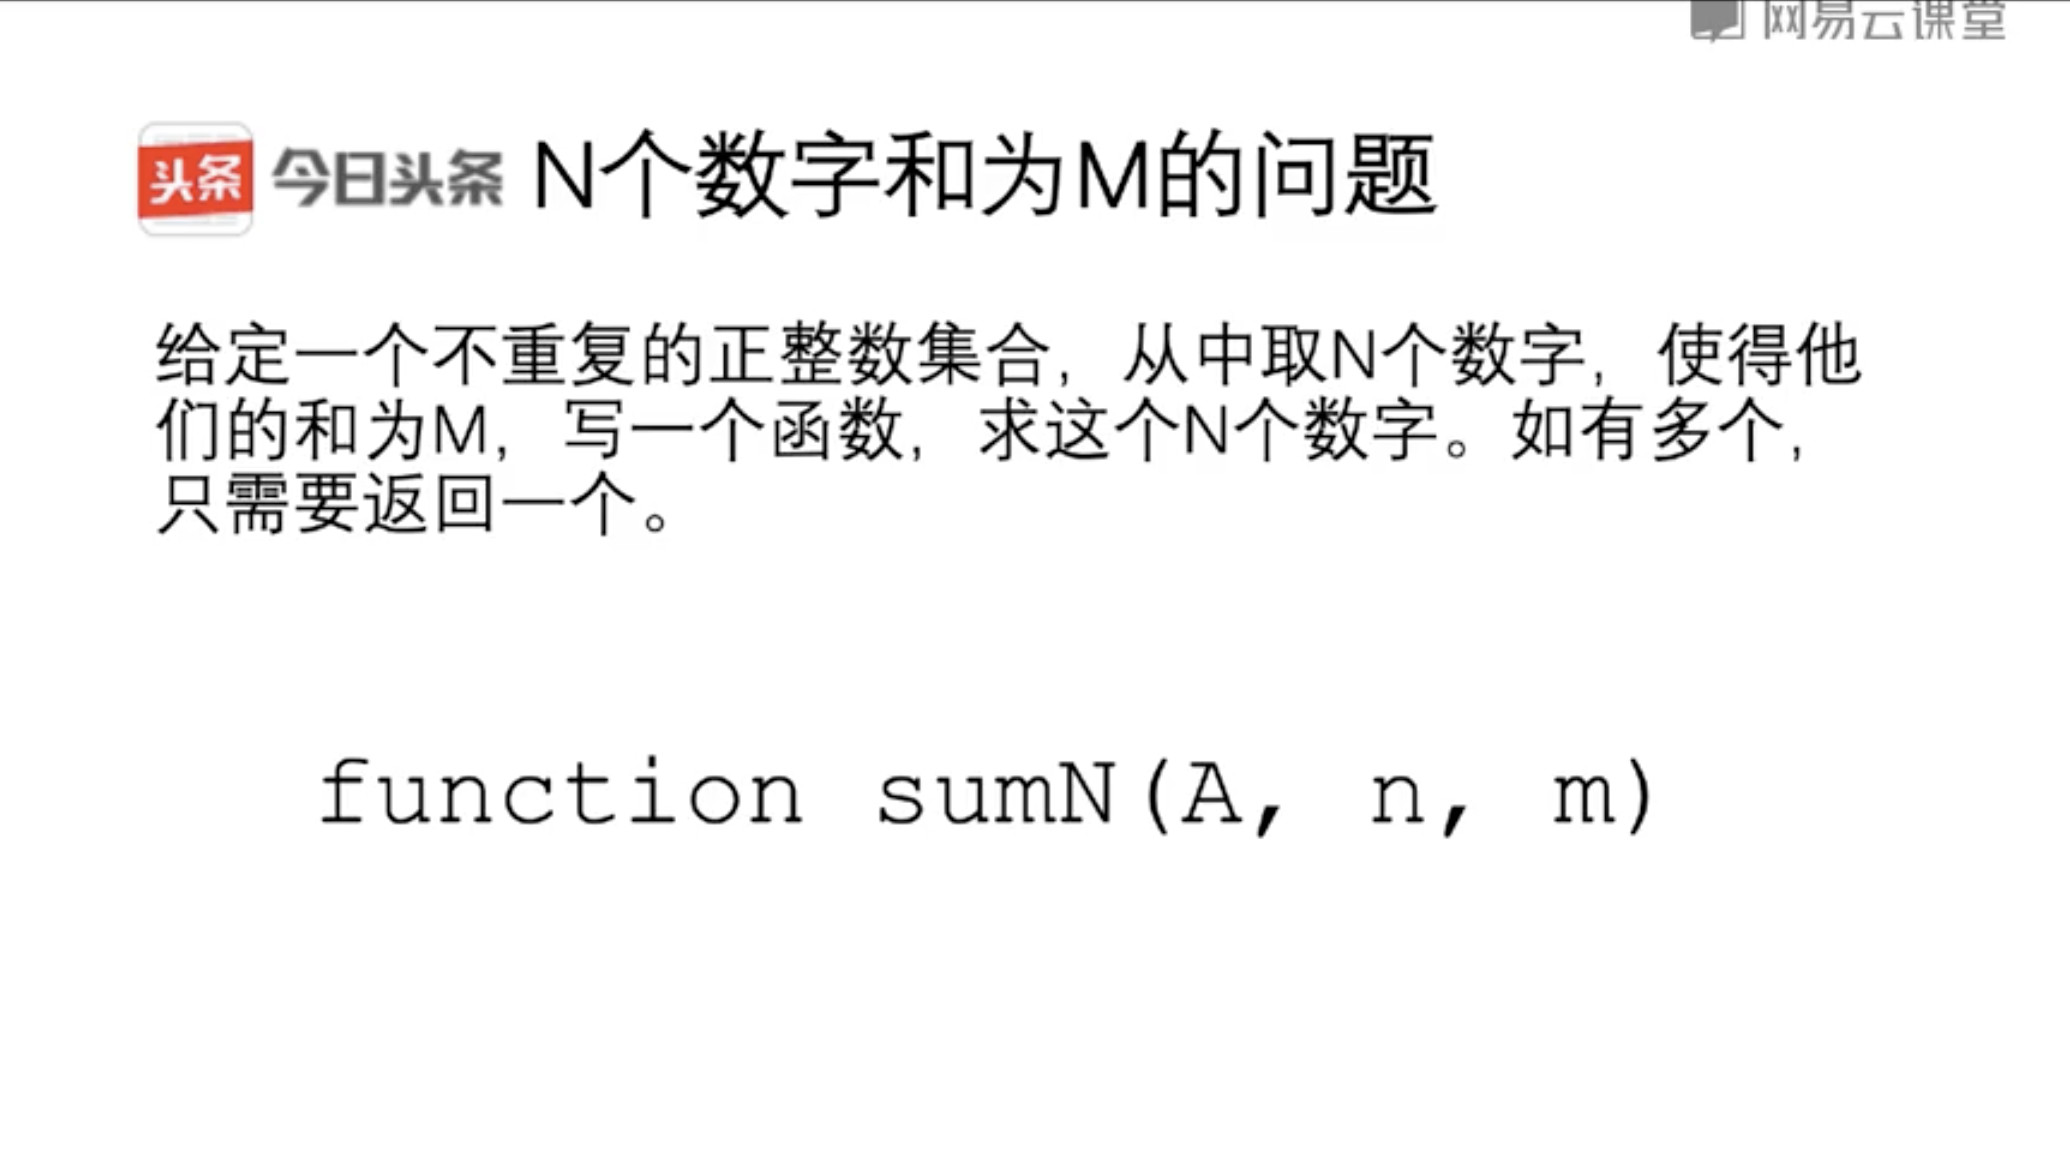 网易云课堂
头条 今日头条 N个数字和为M的问题
给定一个不重复的正整数集合，从中取N个数字，使得他
们的和为M，写一个函数，求这个N个数字。如有多个，
只需要返回一个。
function sumN(A, n, m)